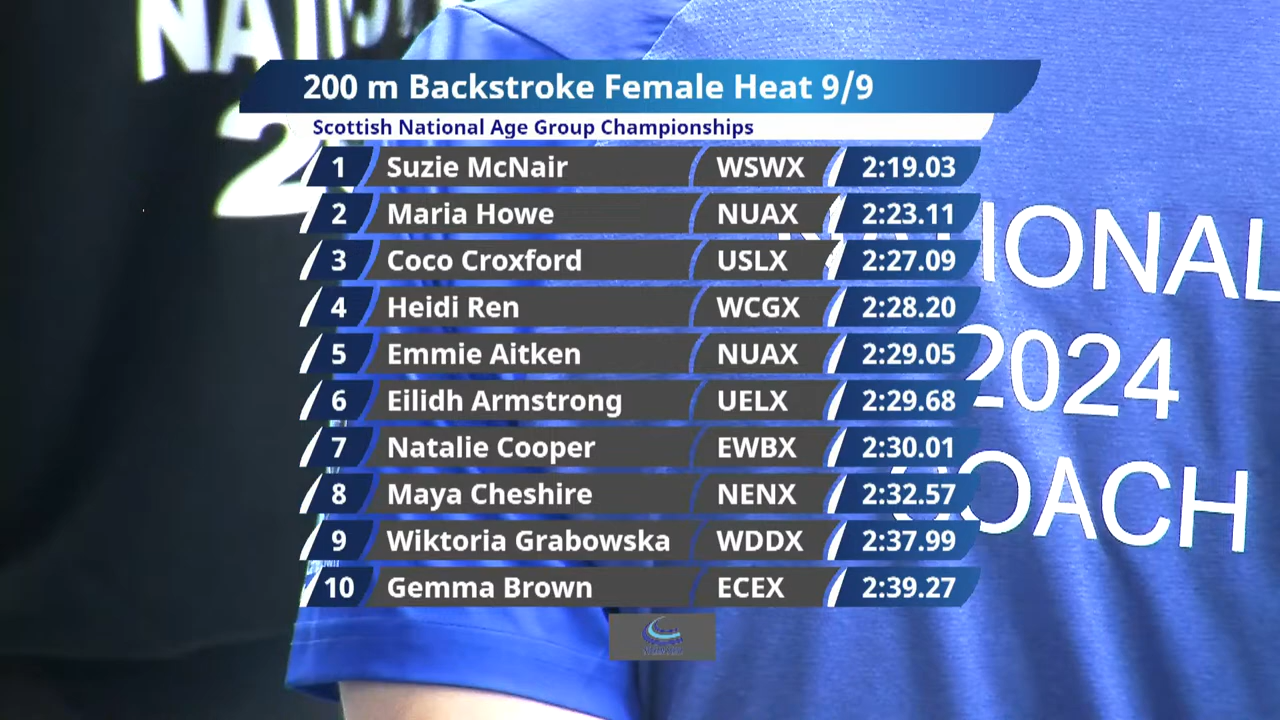 200 m Backstroke Female Heat 9/9
Scottish National Age Group Championships
1 Suzie McNair WSWX 2:19.03
2 Maria Howe NUAX 2:23.11
3 Coco Croxford USLX 2:27.09
4 Heidi Ren WCGX 2:28.20
5 Emmie Aitken NUAX 2:29.05
6 Eilidh Armstrong UELX 2:29.68
7 Natalie Cooper EWBX 2:30.01
8 Maya Cheshire NENX 2:32.57
9 Wiktoria Grabowska WDDX 2:37.99
10 Gemma Brown ECEX 2:39.27
IONAL
2024
COACH